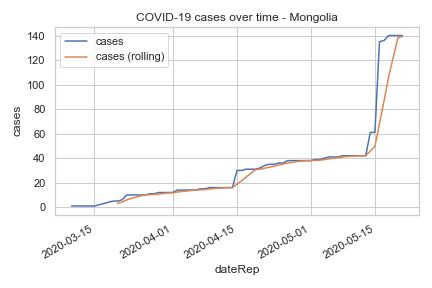 COVID-19 cases over time - Mongolia
cases
cases (rolling)
140
120
100
80
60
40
20
0
cases
2020-03-15
2020-04-01
2020-04-15
2020-05-01
2020-05-15
dateRep